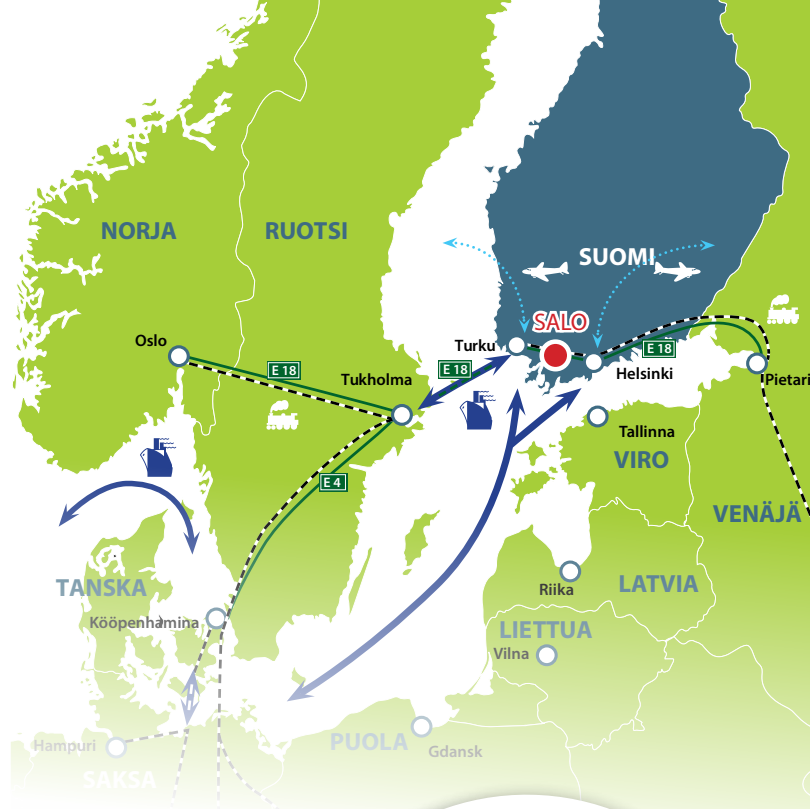 NORJA
RUOTSI
SUOMI
SALO
Oslo
Turku
E 18
E 18
E 18
Helsinki
Tukholma
Pietari
Tallinna
VIRO
E 4
VENÄJÄ
TANSKA
Riika
LATVIA
Kööpenhamina
LIETTUA
Vilna
Hampuri
PUOLA
Gdansk
SAKSA